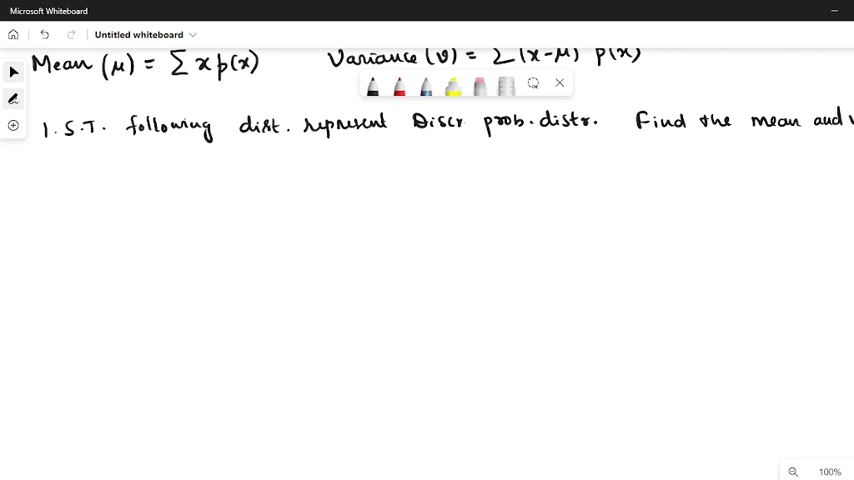 Microsoft Whiteboard
Untitled whiteboard
Mean (μ) = Σ x p(x) Variance (v) = Σ (x-μ) p(x)
1. S.T. following dist. represent Discr prob. distr. Find the mean and
100%